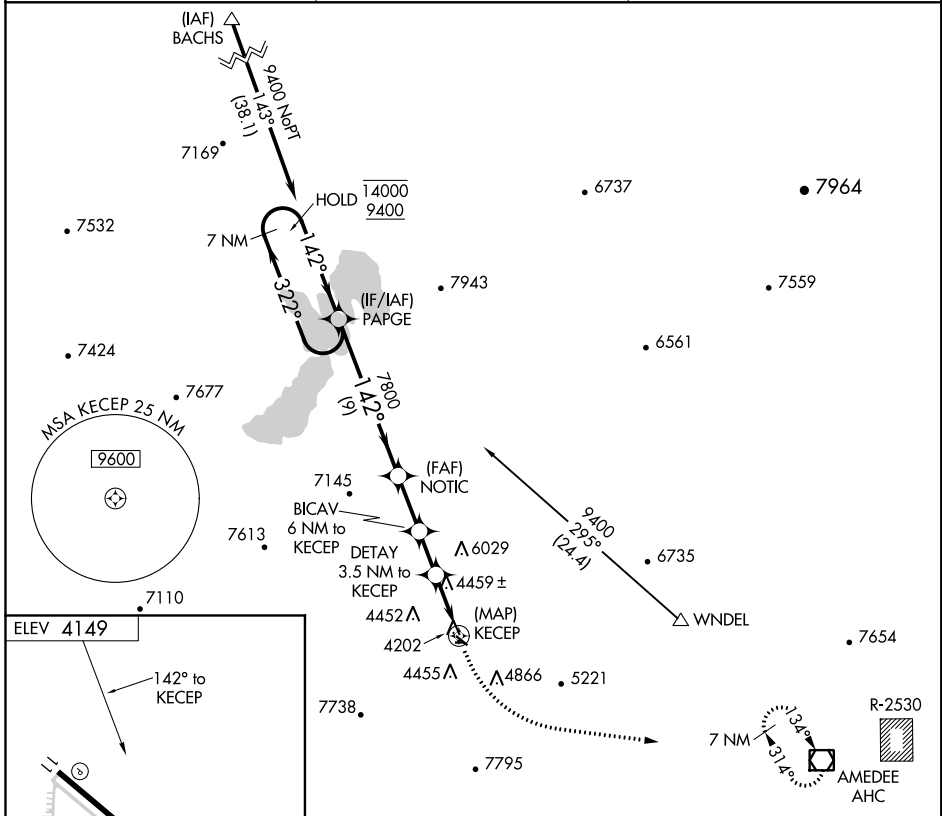 (IAF)
BACHS
9400 NoPT
143°
(38.1)
7169
HOLD
14000
9400
6737
7964
7532
7 NM
142°
322°
7943
7559
(IF/IAF)
PAPGE
7424
6561
7677
7800
142°
(9)
MSA KECEP 25 NM
9600
(FAF)
NOTIC
7145
BICAV
6 NM to
KECEP
9400
295°
(24.4)
7613
6029
DETAY
3.5 NM to
KECEP
4459 ±
6735
7110
4452
(MAP)
KECEP
WNDEL
ELEV 4149
4202
7654
142° to
KECEP
4455
4866
5221
7738
R-2530
7 NM
134°
314°
7795
AMEDEE
AHC
11
P